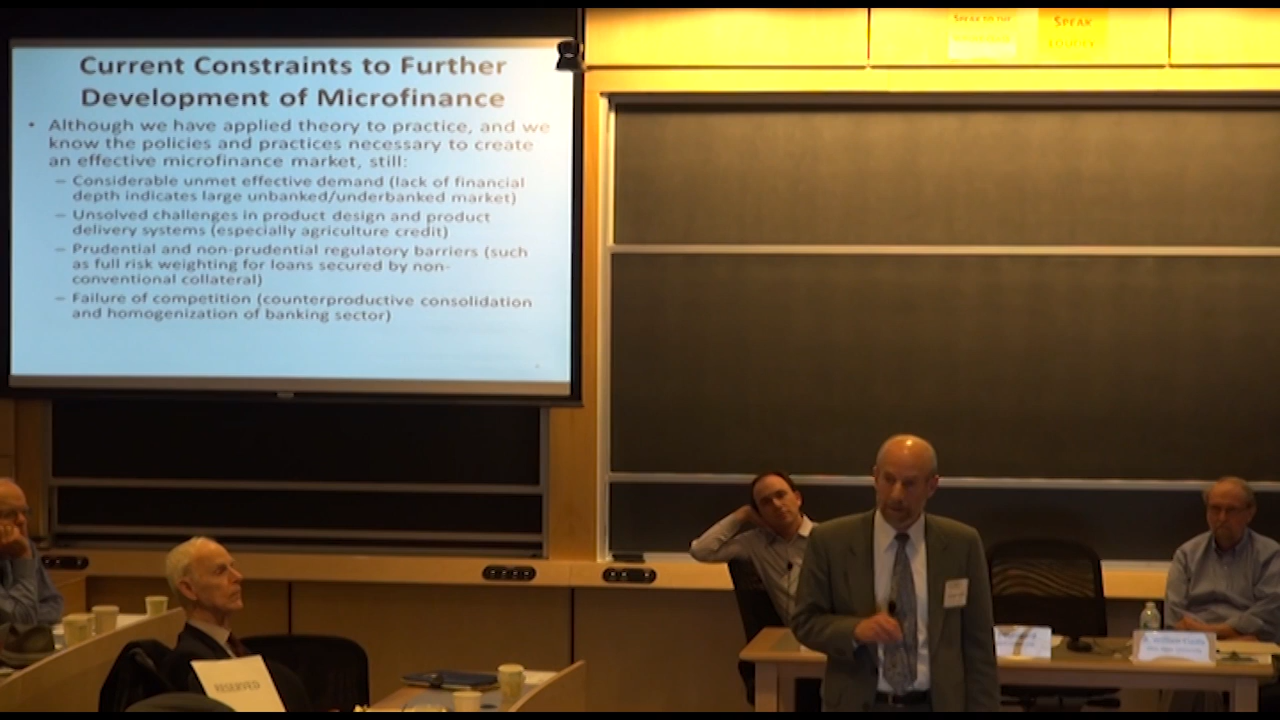 Current Constraints to Further
Development of Microfinance
• Although we have applied theory to practice, and we
know the policies and practices necessary to create
an effective microfinance market, still:
– Considerable unmet effective demand (lack of financial
depth indicates large unbanked/underbanked market)
– Unsolved challenges in product design and product
delivery systems (especially agriculture credit)
– Prudential and non-prudential regulatory barriers (such
as full risk weighting for loans secured by non-
conventional collateral)
– Failure of competition (counterproductive consolidation
and homogenization of banking sector)
SPEAK TO THE
SPEAK
RESERVED